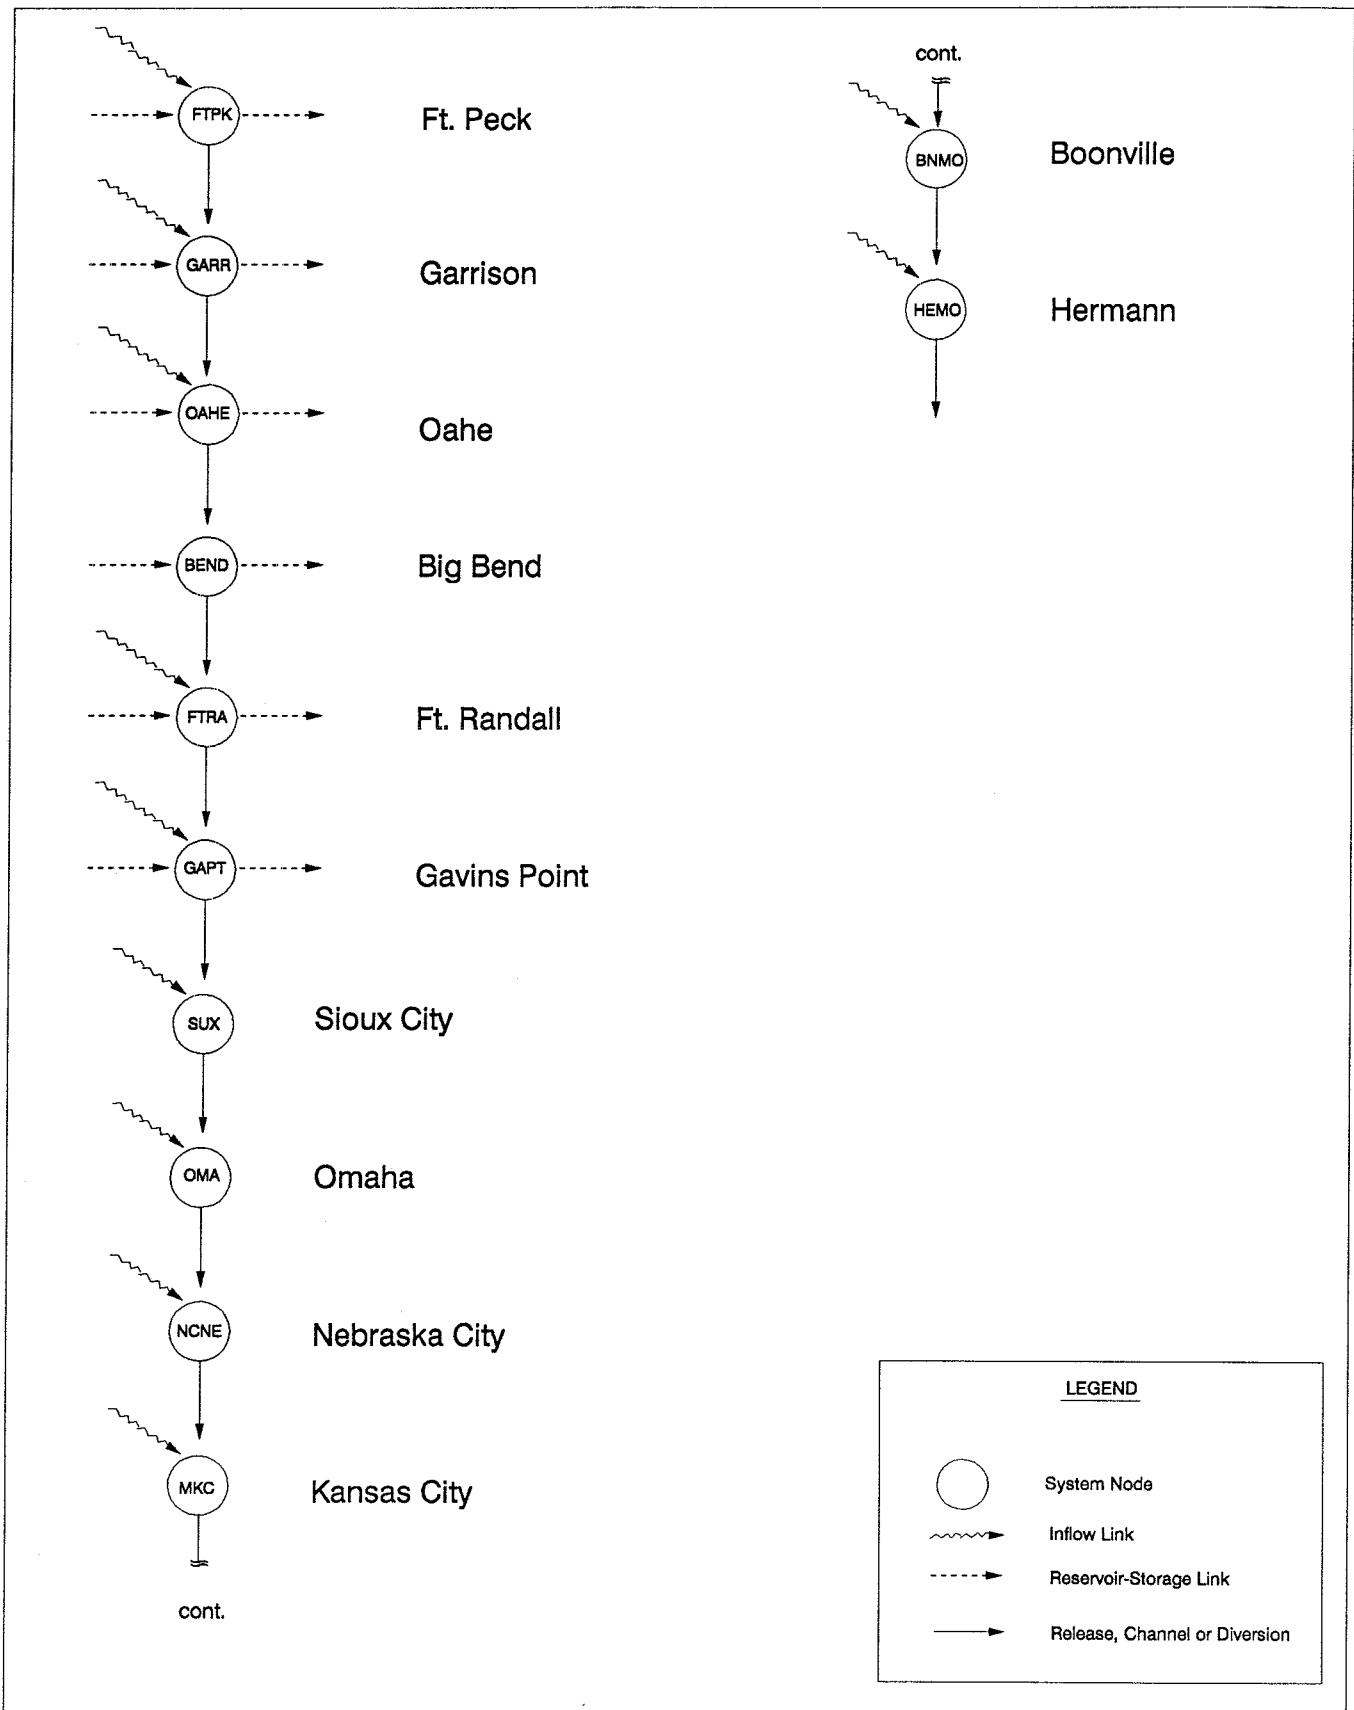 FTPK
Ft. Peck
GARR
Garrison
OAHE
Oahe
BEND
Big Bend
FTRA
Ft. Randall
GAPT
Gavins Point
SUX
Sioux City
OMA
Omaha
NCNE
Nebraska City
MKC
Kansas City
cont.
cont.
BNMO
Boonville
HEMO
Hermann
LEGEND
System Node
Inflow Link
Reservoir-Storage Link
Release, Channel or Diversion